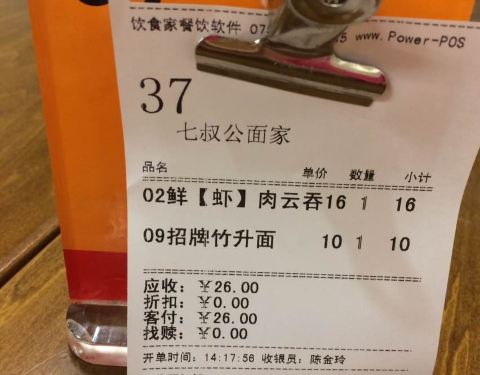 饮食家餐饮软件 07 5 www.Power-POS
37
七叔公面家
品名 单价 数量 小计
02鲜【虾】肉云吞16 1 16
09招牌竹升面 10 1 10
应收: ¥26.00
折扣: ¥0.00
客付: ¥26.00
找赎: ¥0.00
开单时间: 14:17:56 收银员: 陈金玲